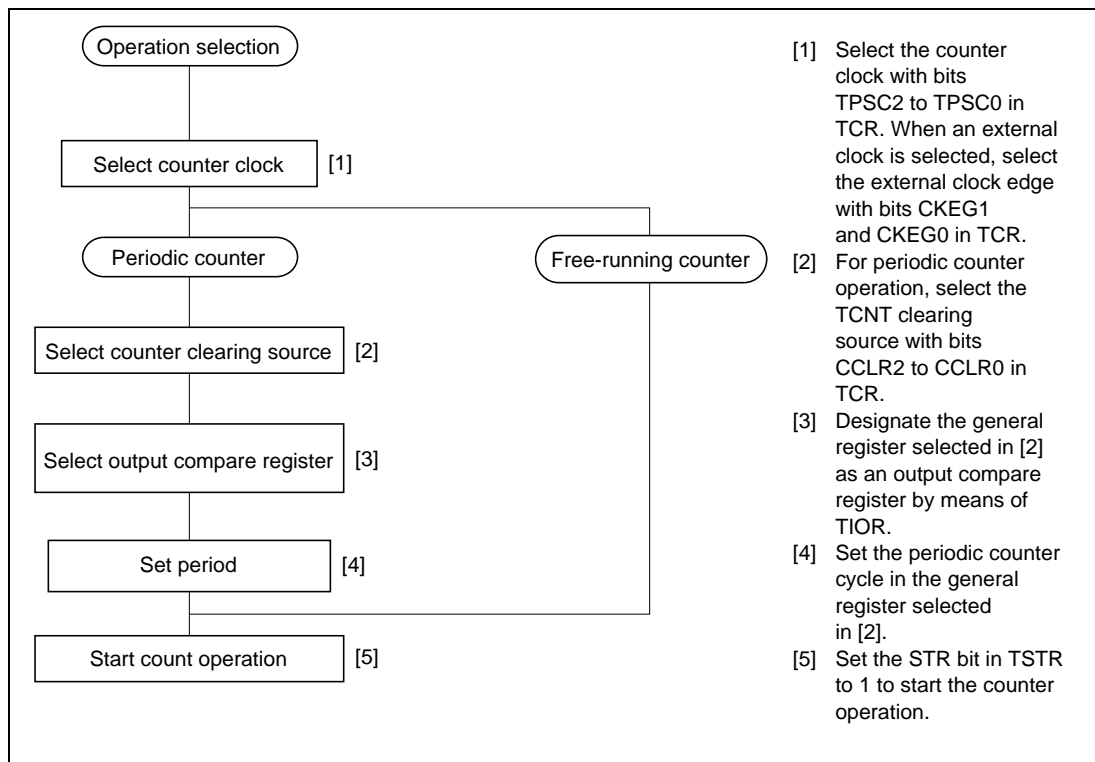 Operation selection
Select counter clock
[1]
Periodic counter
Free-running counter
Select counter clearing source
[2]
Select output compare register
[3]
Set period
[4]
Start count operation
[5]
[1] Select the counter
clock with bits
TPSC2 to TPSC0 in
TCR. When an external
clock is selected, select
the external clock edge
with bits CKEG1
and CKEG0 in TCR.
[2] For periodic counter
operation, select the
TCNT clearing
source with bits
CCLR2 to CCLR0 in
TCR.
[3] Designate the general
register selected in [2]
as an output compare
register by means of
TIOR.
[4] Set the periodic counter
cycle in the general
register selected
in [2].
[5] Set the STR bit in TSTR
to 1 to start the counter
operation.